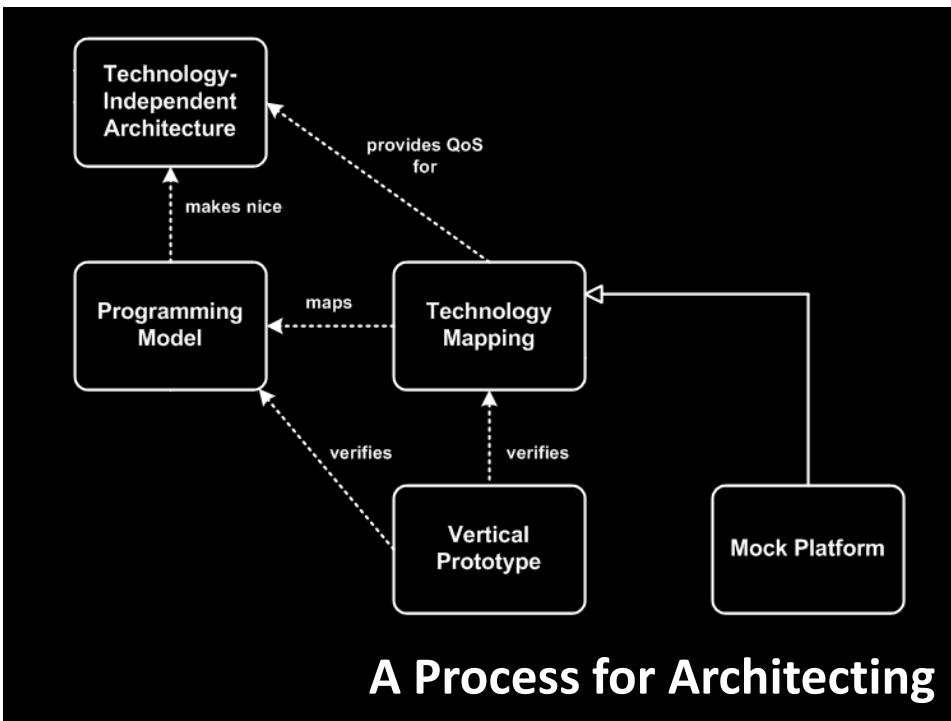 Technology-
Independent
Architecture
provides QoS
for
makes nice
Programming
Model
maps
Technology
Mapping
verifies
verifies
Vertical
Prototype
Mock Platform
A Process for Architecting